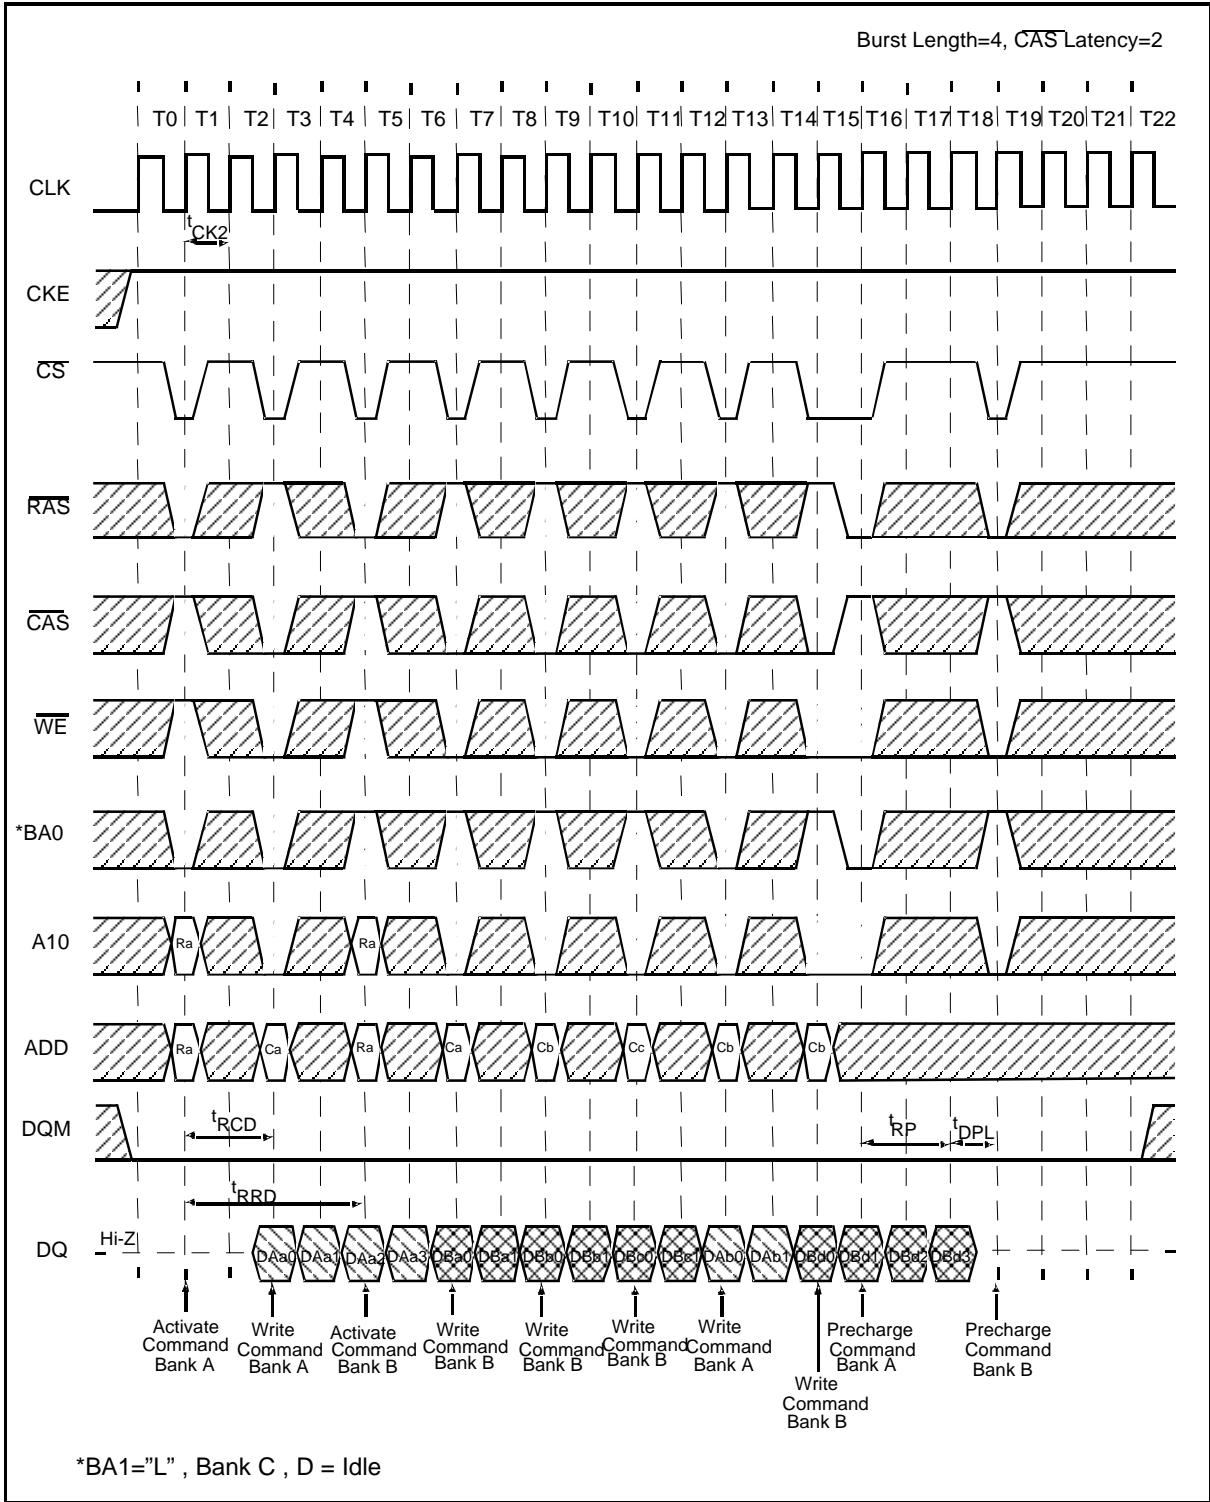 Burst Length=4, CAS Latency=2
T0 T1 T2 T3 T4 T5 T6 T7 T8 T9 T10 T11 T12 T13 T14 T15 T16 T17 T18 T19 T20 T21 T22
CLK
tCK2
CKE
CS
RAS
CAS
WE
*BA0
A10
Ra Ra
ADD
Ra Ca Ra Ca Cb Cc Cb Cb
DQM
tRCD
tRP
tDPL
tRRD
DQ
Hi-Z
DAa0 DAa1 DAa2 DAa3 DBa0 DBa1 DBb0 DBb1 DBc0 DBc1 DAb0 DAb1 DBd0 DBd1 DBd2 DBd3
Activate
Command
Bank A
Write
Command
Bank A
Activate
Command
Bank B
Write
Command
Bank B
Write
Command
Bank B
Write
Command
Bank B
Write
Command
Bank A
Write
Command
Bank B
Precharge
Command
Bank A
Precharge
Command
Bank B
*BA1=”L” , Bank C , D = Idle